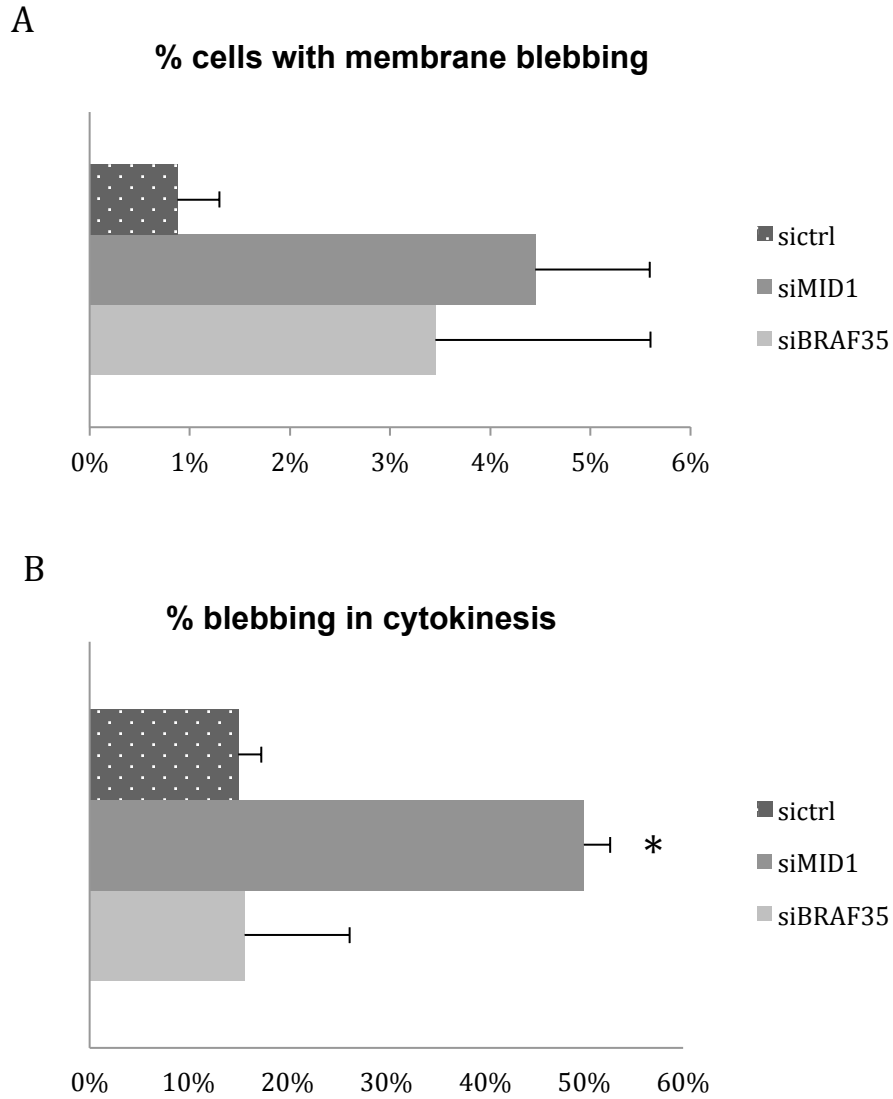 A
% cells with membrane blebbing
sictrl
siMID1
siBRAF35
0% 1% 2% 3% 4% 5% 6%
B
% blebbing in cytokinesis
sictrl
*
siMID1
siBRAF35
0% 10% 20% 30% 40% 50% 60%